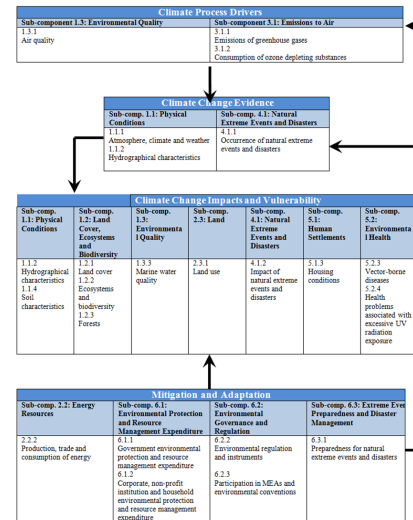 Climate Process Drivers
Sub-component 1.3: Environmental Quality
1.3.1
Air quality
Sub-component 3.1: Emissions to Air
3.1.1
Emissions of greenhouse gases
3.1.2
Consumption of ozone depleting substances
Climate Change Evidence
Sub-comp. 1.1: Physical
Conditions
1.1.1
Atmosphere, climate and weather
1.1.2
Hydrographical characteristics
Sub-comp. 4.1: Natural
Extreme Events and Disasters
4.1.1
Occurrence of natural extreme
events and disasters
Climate Change Impacts and Vulnerability
Sub-comp.
1.1: Physical
Conditions
1.1.2
Hydrographical
characteristics
1.1.4
Soil
characteristics
Sub-comp.
1.2: Land
Cover,
Ecosystems
and
Biodiversity
1.2.1
Land cover
1.2.2
Ecosystems
and
biodiversity
1.2.3
Forests
Sub-comp.
1.3:
Environmenta
l Quality
1.3.3
Marine water
quality
Sub-comp.
2.3: Land
2.3.1
Land use
Sub-comp.
4.1: Natural
Extreme
Events and
Disasters
4.1.2
Impact of
natural extreme
events and
disasters
Sub-comp.
5.1:
Human
Settlements
5.1.3
Housing
conditions
Sub-comp.
5.2:
Environmenta
l Health
5.2.3
Vector-borne
diseases
5.2.4
Health
problems
associated with
excessive UV
radiation
exposure
Mitigation and Adaptation
Sub-comp. 2.2: Energy
Resources
2.2.2
Production, trade and
consumption of energy
Sub-comp. 6.1:
Environmental Protection
and Resource
Management Expenditure
6.1.1
Government environmental
protection and resource
management expenditure
6.1.2
Corporate, non-profit
institution and household
environmental protection
and resource management
expenditure
Sub-comp. 6.2:
Environmental
Governance and
Regulation
6.2.2
Environmental regulation
and instruments
6.2.3
Participation in MEAs and
environmental conventions
Sub-comp. 6.3: Extreme Even
Preparedness and Disaster
Management
6.3.1
Preparedness for natural
extreme events and disasters